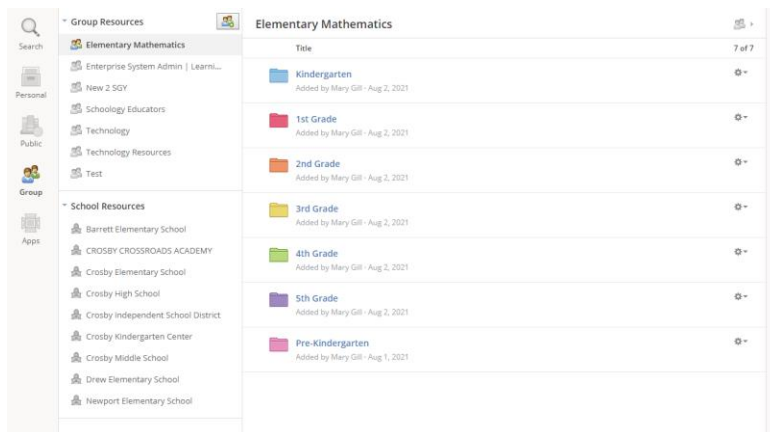 Search
Personal
Public
Group
Apps
Group Resources
Elementary Mathematics
Enterprise System Admin | Learni...
New 2 SGY
Schoology Educators
Technology
Technology Resources
Test
School Resources
Barrett Elementary School
CROSBY CROSSROADS ACADEMY
Crosby Elementary School
Crosby High School
Crosby Independent School District
Crosby Kindergarten Center
Crosby Middle School
Drew Elementary School
Newport Elementary School
Elementary Mathematics
Title 7 of 7
Kindergarten
Added by Mary Gill - Aug 2, 2021
1st Grade
Added by Mary Gill - Aug 2, 2021
2nd Grade
Added by Mary Gill - Aug 2, 2021
3rd Grade
Added by Mary Gill - Aug 2, 2021
4th Grade
Added by Mary Gill - Aug 2, 2021
5th Grade
Added by Mary Gill - Aug 2, 2021
Pre-Kindergarten
Added by Mary Gill - Aug 1, 2021